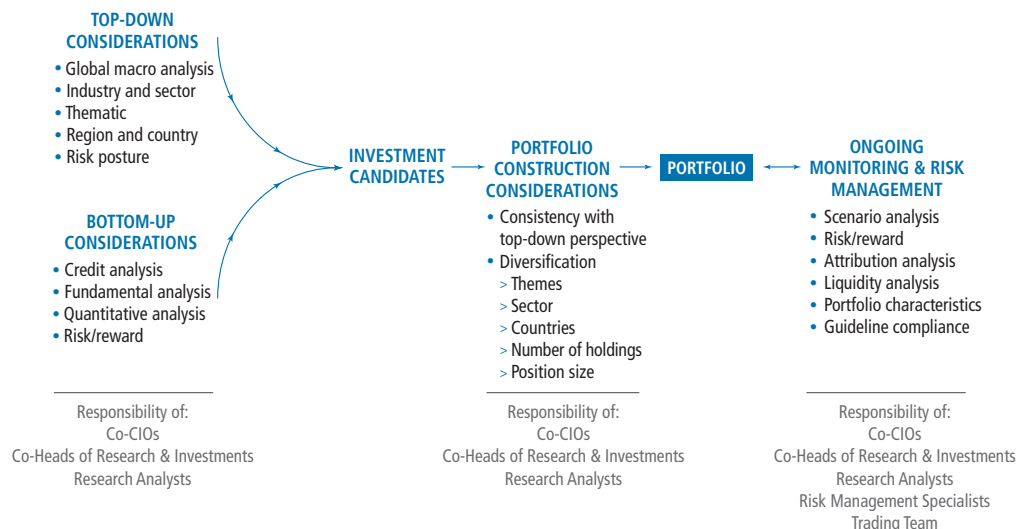 TOP-DOWN
CONSIDERATIONS
• Global macro analysis
• Industry and sector
• Thematic
• Region and country
• Risk posture
BOTTOM-UP
CONSIDERATIONS
• Credit analysis
• Fundamental analysis
• Quantitative analysis
• Risk/reward
Responsibility of:
Co-CIOs
Co-Heads of Research & Investments
Research Analysts
INVESTMENT
CANDIDATES
PORTFOLIO
CONSTRUCTION
CONSIDERATIONS
• Consistency with
top-down perspective
• Diversification
> Themes
> Sector
> Countries
> Number of holdings
> Position size
Responsibility of:
Co-CIOs
Co-Heads of Research & Investments
Research Analysts
PORTFOLIO
ONGOING
MONITORING & RISK
MANAGEMENT
• Scenario analysis
• Risk/reward
• Attribution analysis
• Liquidity analysis
• Portfolio characteristics
• Guideline compliance
Responsibility of:
Co-CIOs
Co-Heads of Research & Investments
Research Analysts
Risk Management Specialists
Trading Team